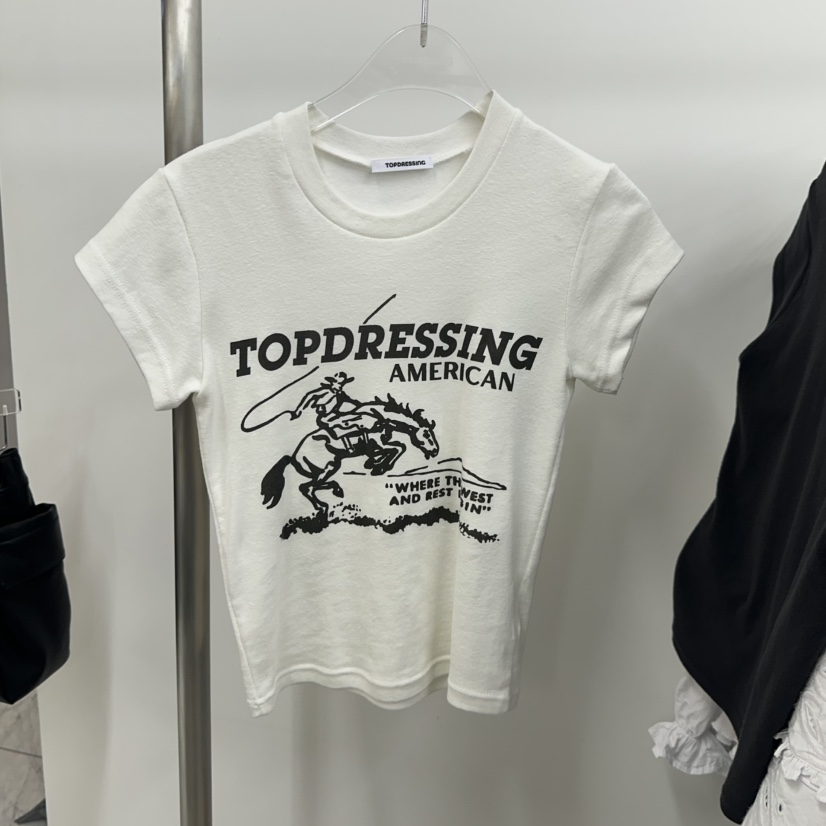 TOPDRESSING
TOPDRESSING
AMERICAN
"WHERE TH WEST
AND REST IN"